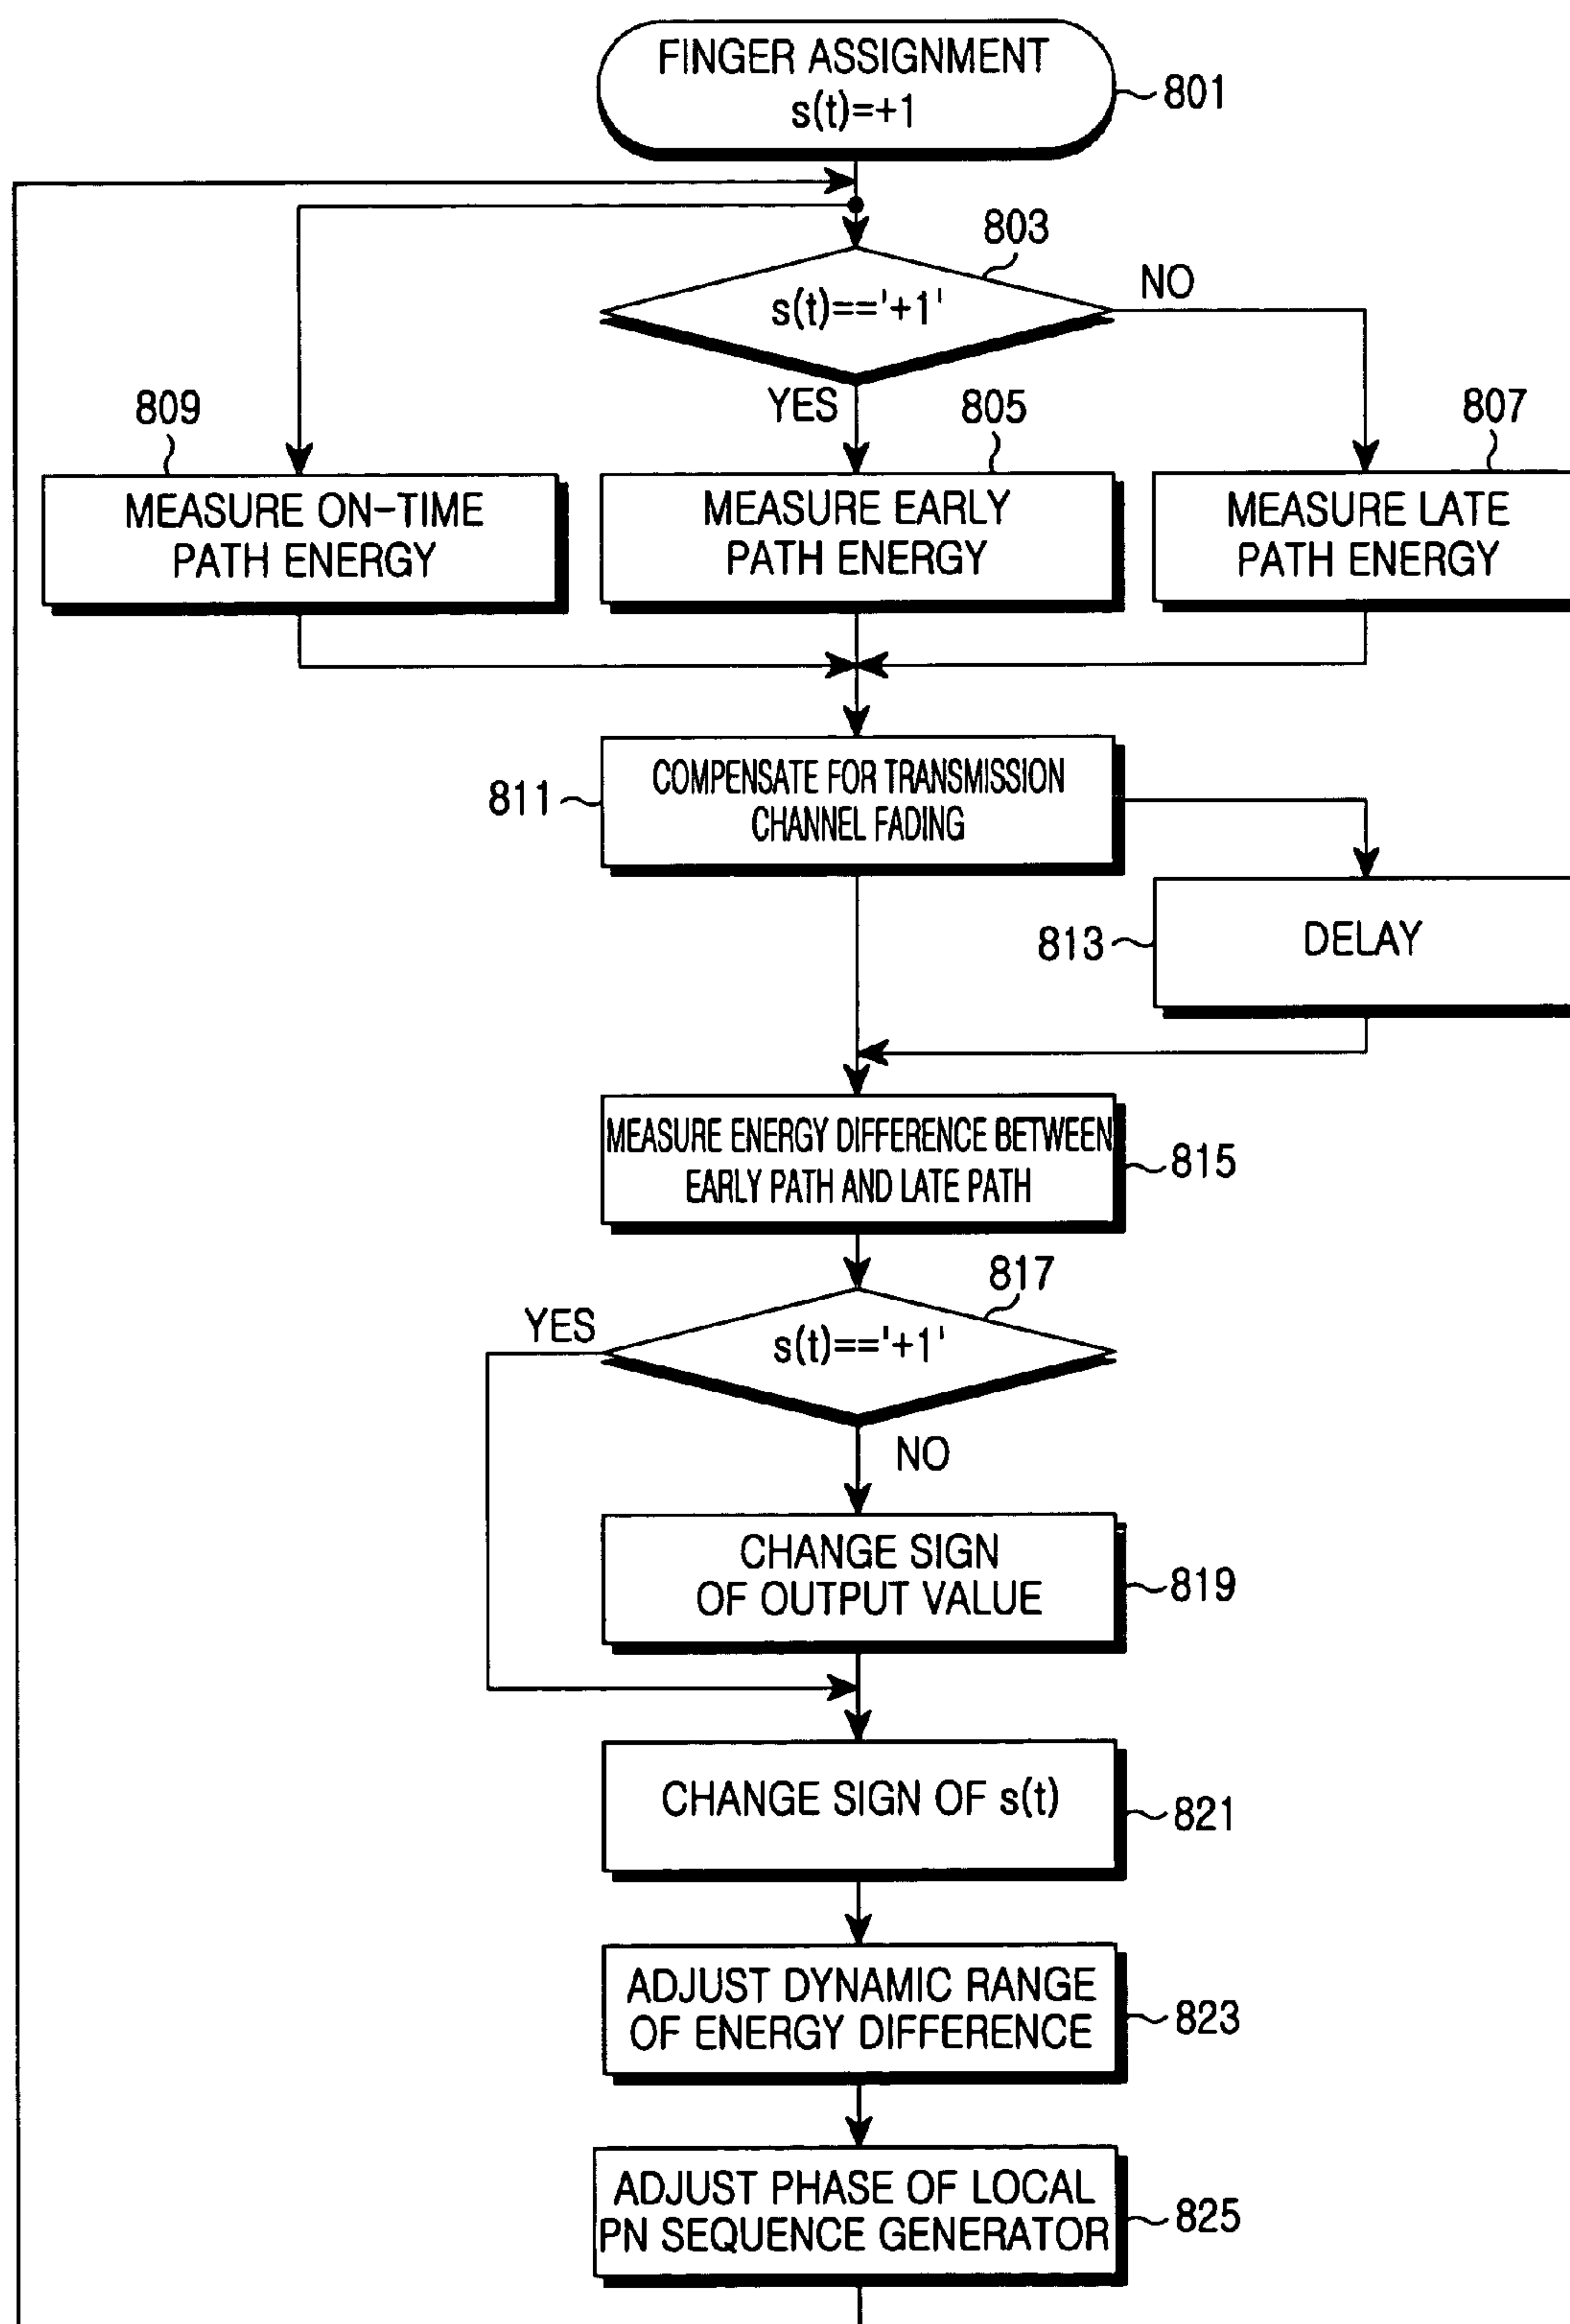 FINGER ASSIGNMENT
s(t)=+1
801
803
s(t)=='+1'
NO
YES
809
805
807
MEASURE ON-TIME
PATH ENERGY
MEASURE EARLY
PATH ENERGY
MEASURE LATE
PATH ENERGY
811
COMPENSATE FOR TRANSMISSION
CHANNEL FADING
813
DELAY
MEASURE ENERGY DIFFERENCE BETWEEN
EARLY PATH AND LATE PATH
815
817
YES
s(t)=='+1'
NO
CHANGE SIGN
OF OUTPUT VALUE
819
CHANGE SIGN OF s(t)
821
ADJUST DYNAMIC RANGE
OF ENERGY DIFFERENCE
823
ADJUST PHASE OF LOCAL
PN SEQUENCE GENERATOR
825